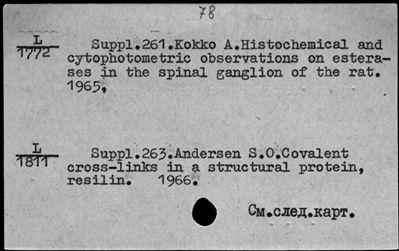 78
L
1772
Suppl.261.Kokko A.Histochemical and
cytophotometric observations on estera-
ses in the spinal ganglion of the rat.
1965,
L
1811
Suppl.263.Andersen S.O.Covalent
cross-links in a structural protein,
resilin. 1966.
См.след.карт.